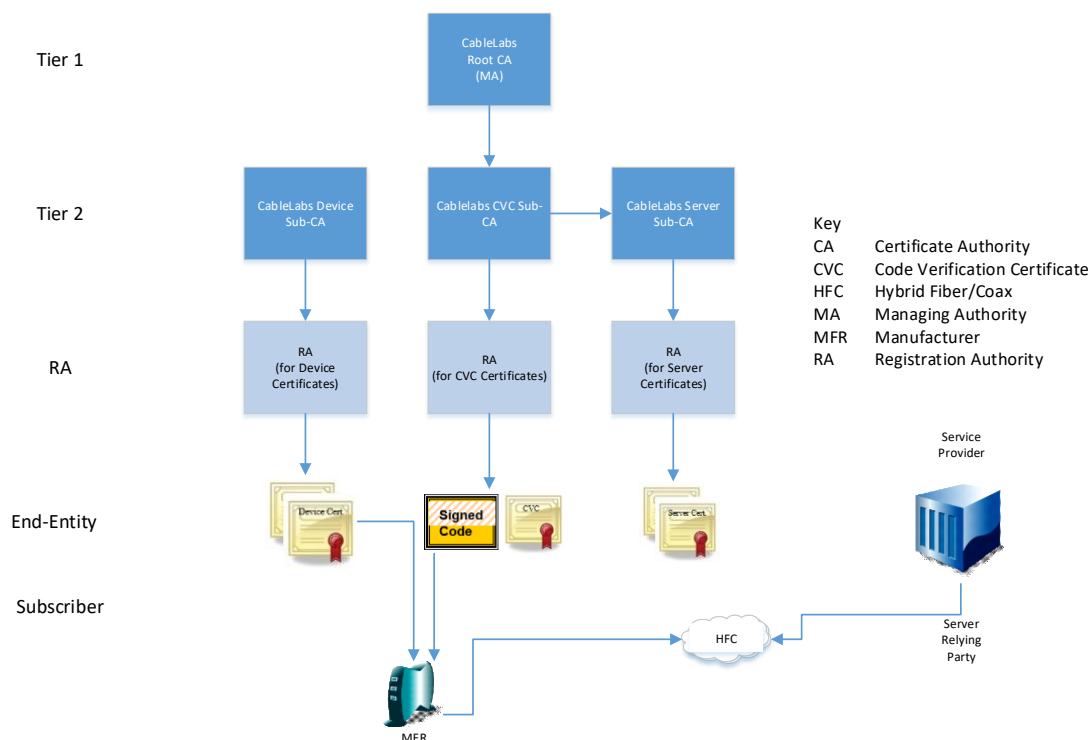 Tier 1
CableLabs
Root CA
(MA)
Tier 2
CableLabs Device
Sub-CA
Cablelabs CVC Sub-
CA
CableLabs Server
Sub-CA
Key
CA Certificate Authority
CVC Code Verification Certificate
HFC Hybrid Fiber/Coax
MA Managing Authority
MFR Manufacturer
RA Registration Authority
RA
RA
(for Device
Certificates)
RA
(for CVC Certificates)
RA
(for Server
Certificates)
Service
Provider
End-Entity
Device Cert.
Signed
Code
CVC
Server Cert.
Subscriber
HFC
Server
Relying
Party
MFR